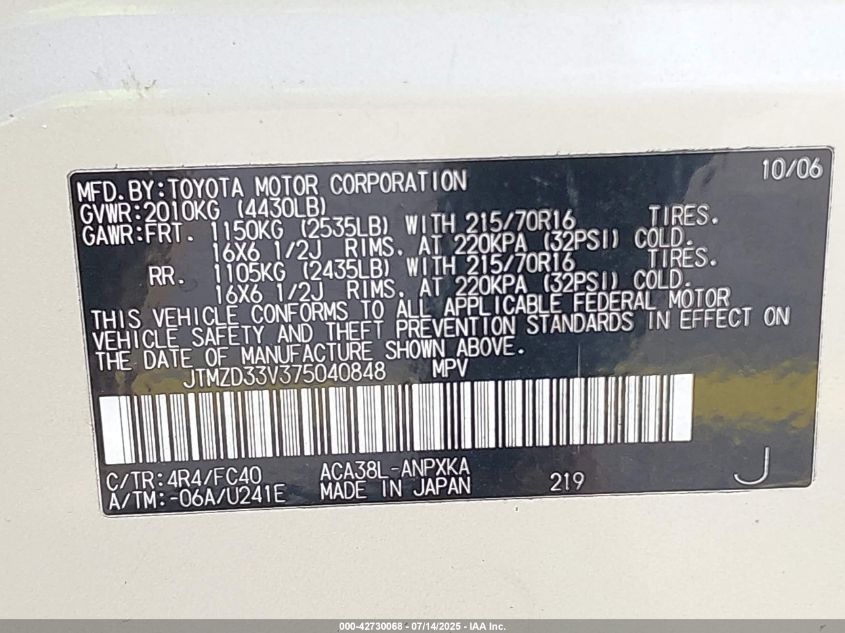 10/06
MFD.BY:TOYOTA MOTOR CORPORATION
GVWR:2010KG (4430LB)
GAWR:FRT. 1150KG (2535LB) WITH 215/70R16 TIRES.
16X6 1/2J RIMS. AT 220KPA (32PSI) COLD.
RR. 1105KG (2435LB) WITH 215/70R16 TIRES.
16X6 1/2J RIMS. AT 220KPA (32PSI) COLD.
THIS VEHICLE CONFORMS TO ALL APPLICABLE FEDERAL MOTOR
VEHICLE SAFETY AND THEFT PREVENTION STANDARDS IN EFFECT ON
THE DATE OF MANUFACTURE SHOWN ABOVE.
JTMZD33V375040848 MPV
C/TR:4R4/FC40 ACA38L-ANPXKA
A/TM:-06A/U241E MADE IN JAPAN 219 J
000-42730068 - 07/14/2025 - IAA Inc.